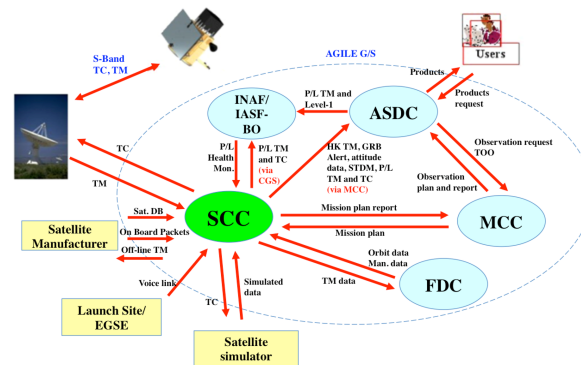 S-Band
TC, TM
AGILE G/S
Users
Products
Products
request
P/L TM and
Level-1
INAF/
IASF-
BO
ASDC
TC
P/L
Health
Mon.
P/L TM
and TC
(via
CGS)
HK TM, GRB
Alert, attitude
data, STDM, P/L
TM and TC
(via MCC)
Observation request
TOO
Observation
plan and report
TM
Sat. DB
SCC
Mission plan report
MCC
Satellite
Manufacturer
On Board Packets
Mission plan
Off-line TM
Orbit data
Man. data
Voice link
Simulated
data
TM data
FDC
TC
Launch Site/
EGSE
Satellite
simulator